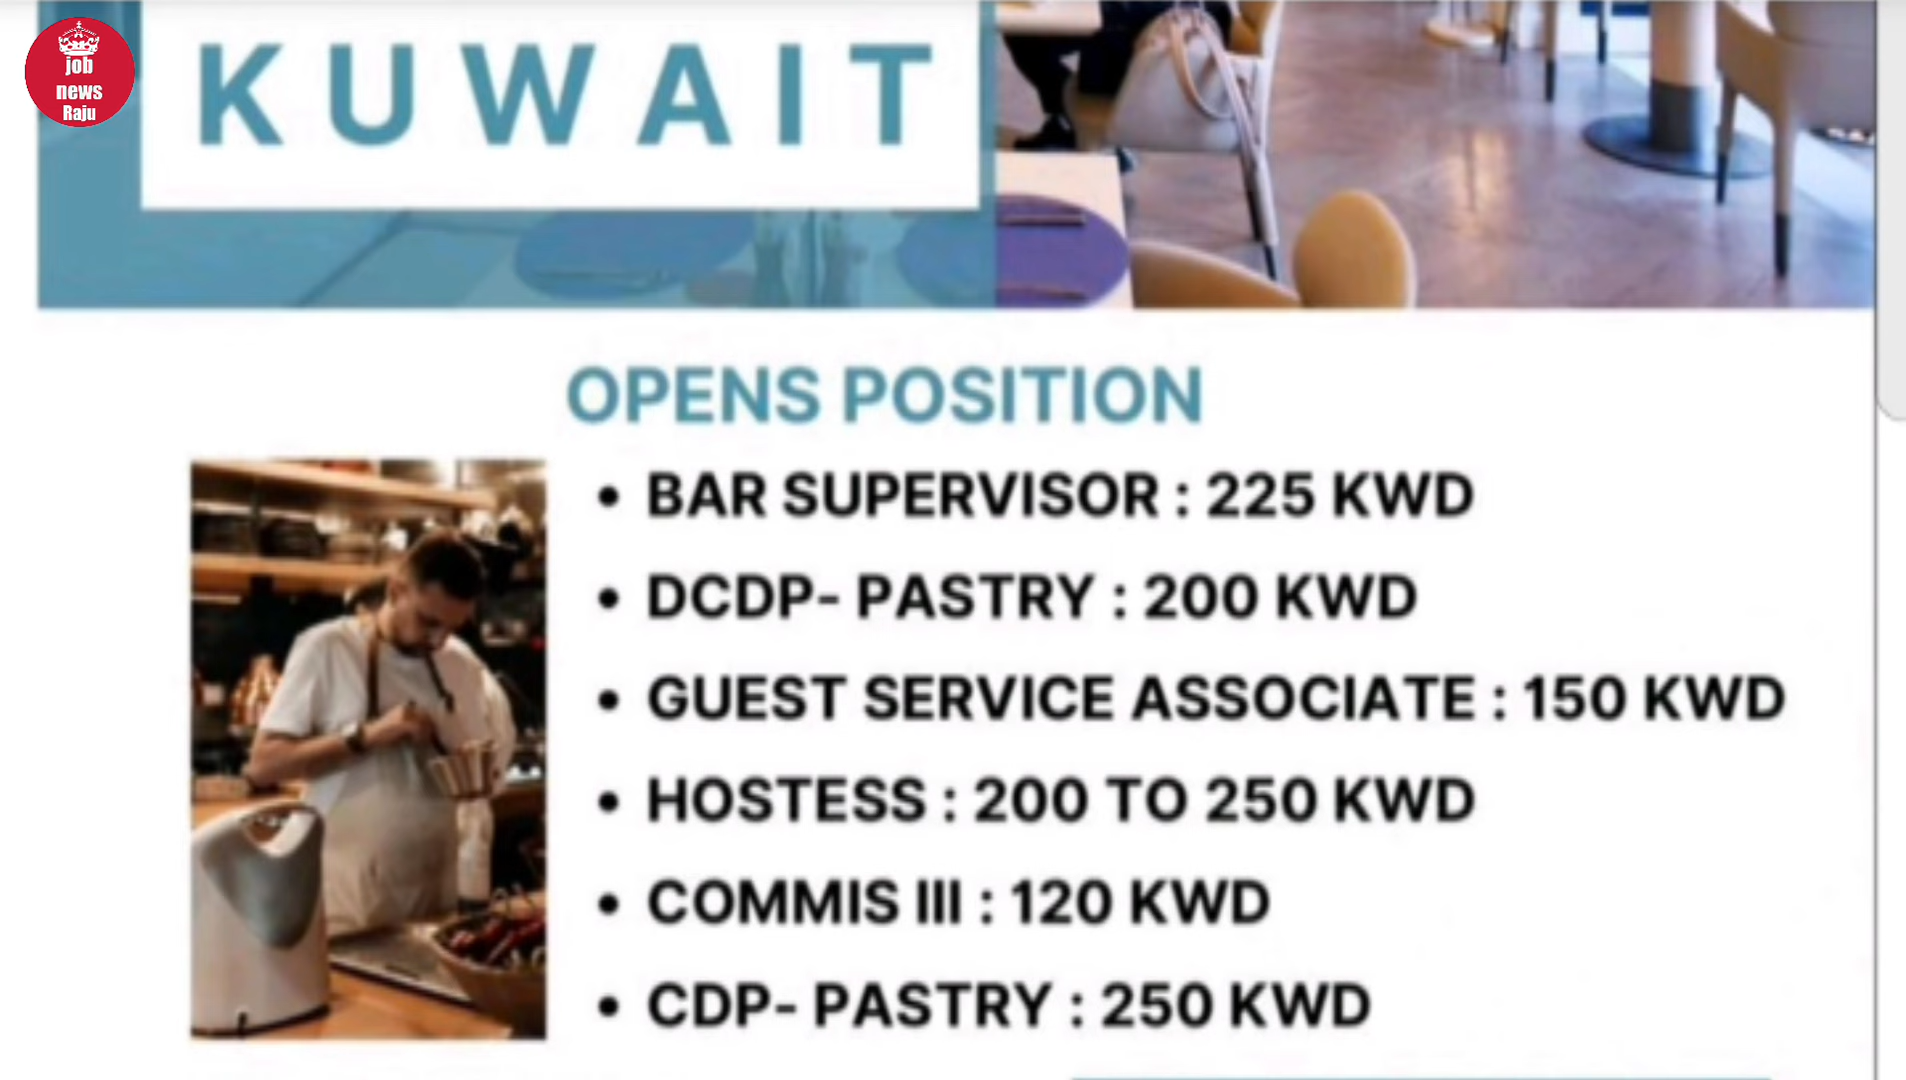 job
news
Raju
KUWAIT
OPENS POSITION
• BAR SUPERVISOR : 225 KWD
• DCDP- PASTRY : 200 KWD
• GUEST SERVICE ASSOCIATE : 150 KWD
• HOSTESS : 200 TO 250 KWD
• COMMIS III : 120 KWD
• CDP- PASTRY : 250 KWD